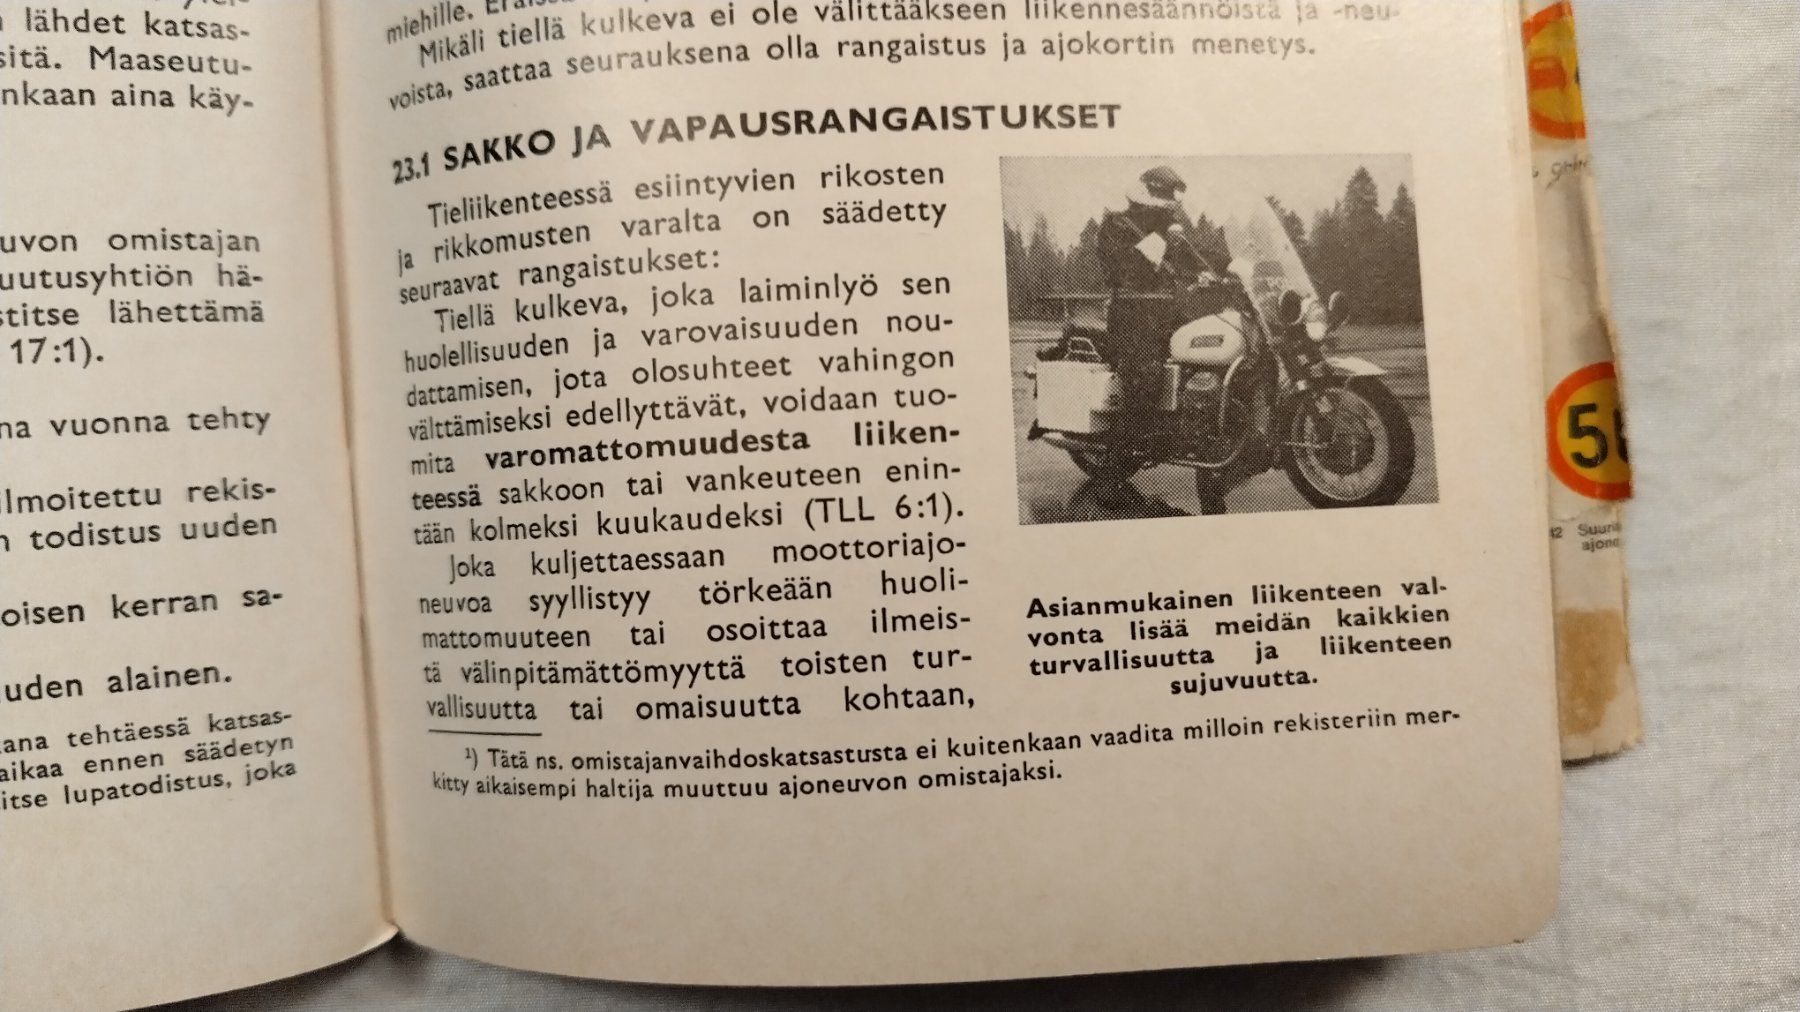 lähdet katsas-
sitä. Maaseutu-
nkaan aina käy-
uvon omistajan
uutusyhtiön hä-
stitse lähettämä
17:1).
na vuonna tehty
ilmoitettu rekis-
n todistus uuden
oisen kerran sa-
uden alainen.
ana tehtäessä katsas-
aikaa ennen säädetyn
itse lupatodistus, joka
miehille.
Mikäli tiellä kulkeva ei ole välittääkseen liikennesäännöistä ja -neu-
voista, saattaa seurauksena olla rangaistus ja ajokortin menetys.
23.1 SAKKO JA VAPAUSRANGAISTUKSET
Tieliikenteessä esiintyvien rikosten
ja rikkomusten varalta on säädetty
seuraavat rangaistukset:
Tiellä kulkeva, joka laiminlyö sen
huolellisuuden ja varovaisuuden nou-
dattamisen, jota olosuhteet vahingon
välttämiseksi edellyttävät, voidaan tuo-
mita varomattomuudesta liiken-
teessä sakkoon tai vankeuteen enin-
tään kolmeksi kuukaudeksi (TLL 6:1).
Joka kuljettaessaan moottoriajo-
neuvoa syyllistyy törkeään huoli-
mattomuuteen tai osoittaa ilmeis-
tä välinpitämättömyyttä toisten tur-
vallisuutta tai omaisuutta kohtaan,
Asianmukainen liikenteen val-
vonta lisää meidän kaikkien
turvallisuutta ja liikenteen
sujuvuutta.
¹) Tätä ns. omistajanvaihdoskatsastusta ei kuitenkaan vaadita milloin rekisteriin mer-
kitty aikaisempi haltija muuttuu ajoneuvon omistajaksi.
5